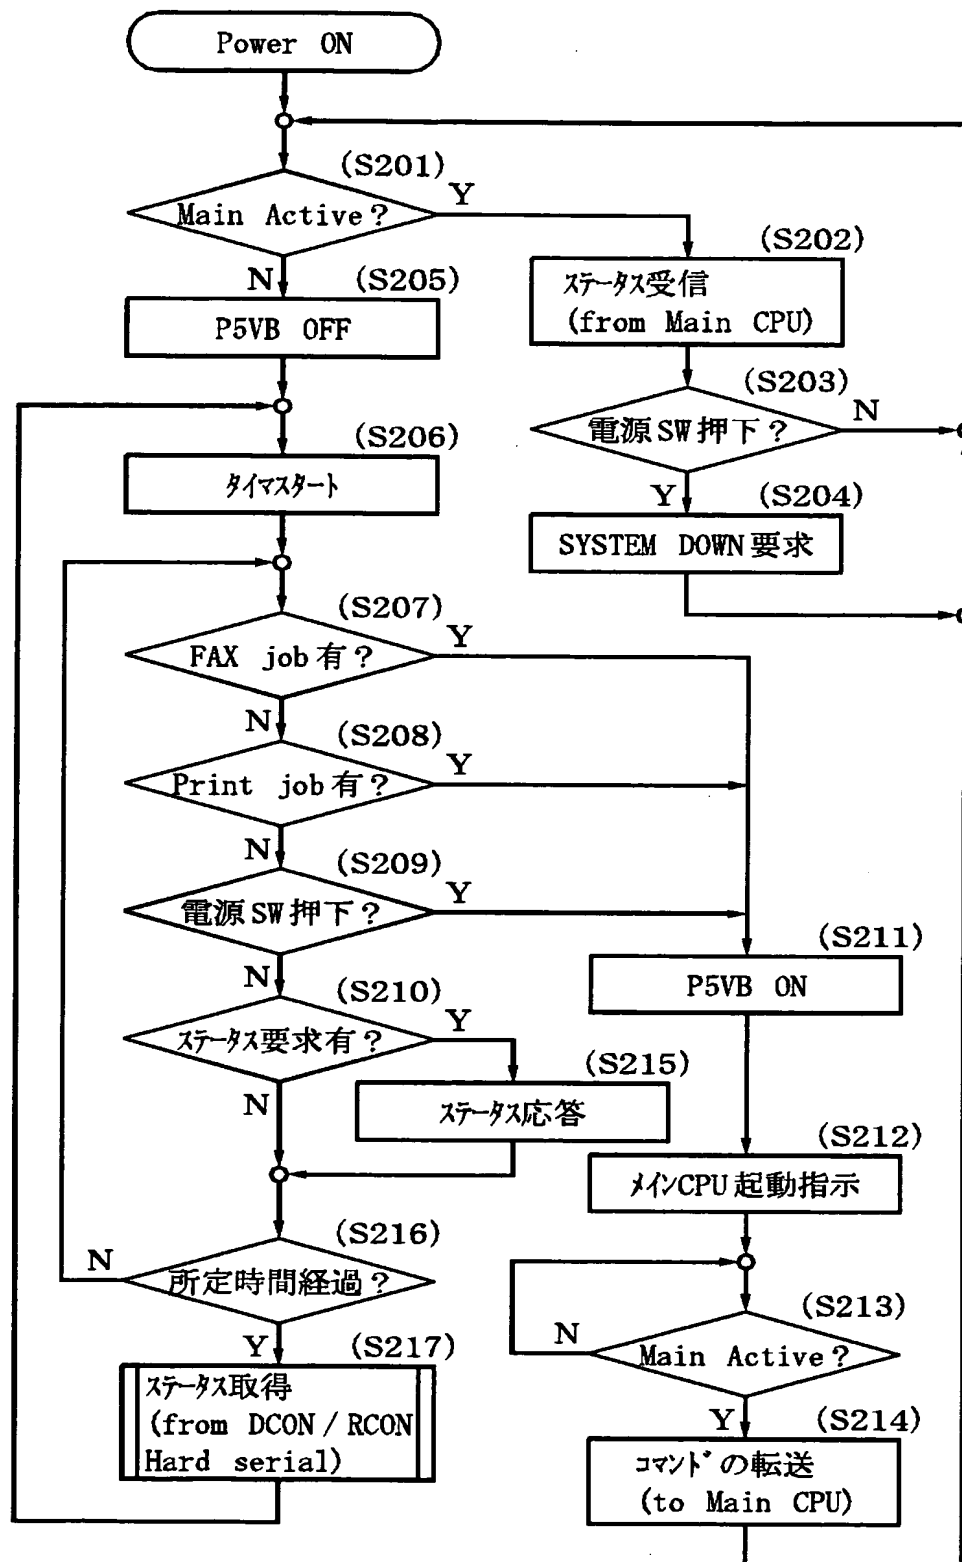 Power ON
(S201)
Main Active?
Y
N
(S202)
ステータス受信
(from Main CPU)
(S205)
P5VB OFF
(S203)
電源SW押下?
N
Y
(S206)
タイマスタート
(S204)
SYSTEM DOWN要求
(S207)
FAX job有?
Y
N
(S208)
Print job有?
Y
N
(S209)
電源SW押下?
Y
N
(S211)
P5VB ON
(S210)
ステータス要求有?
Y
N
(S215)
ステータス応答
(S212)
メインCPU起動指示
(S216)
所定時間経過?
N
Y
(S213)
Main Active?
N
Y
(S217)
ステータス取得
(from DCON/RCON
Hard serial)
(S214)
コマンドの転送
(to Main CPU)